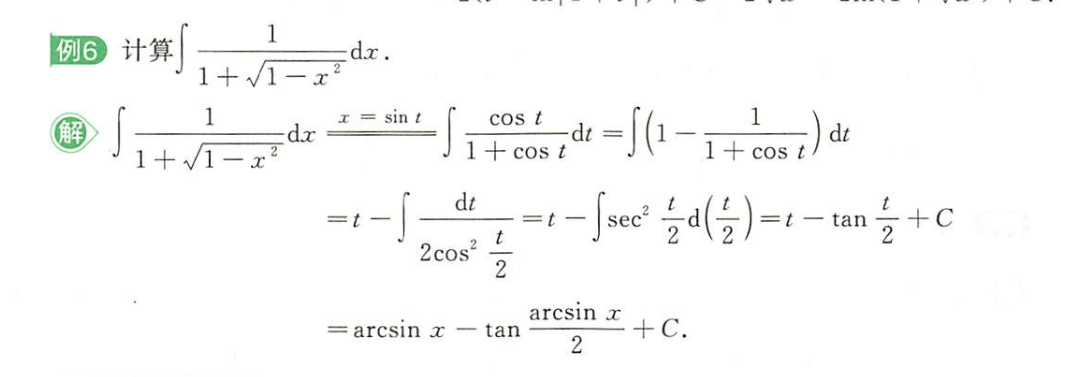 例6 计算∫ 1/(1+√(1-x²)) dx.
解 ∫ 1/(1+√(1-x²)) dx \xlongequal{x = sin t} ∫ cos t/(1+cos t) dt = ∫(1 - 1/(1+cos t)) dt
= t - ∫ dt/(2cos² t/2) = t - ∫ sec² t/2 d(t/2) = t - tan t/2 + C
= arcsin x - tan (arcsin x)/2 + C.